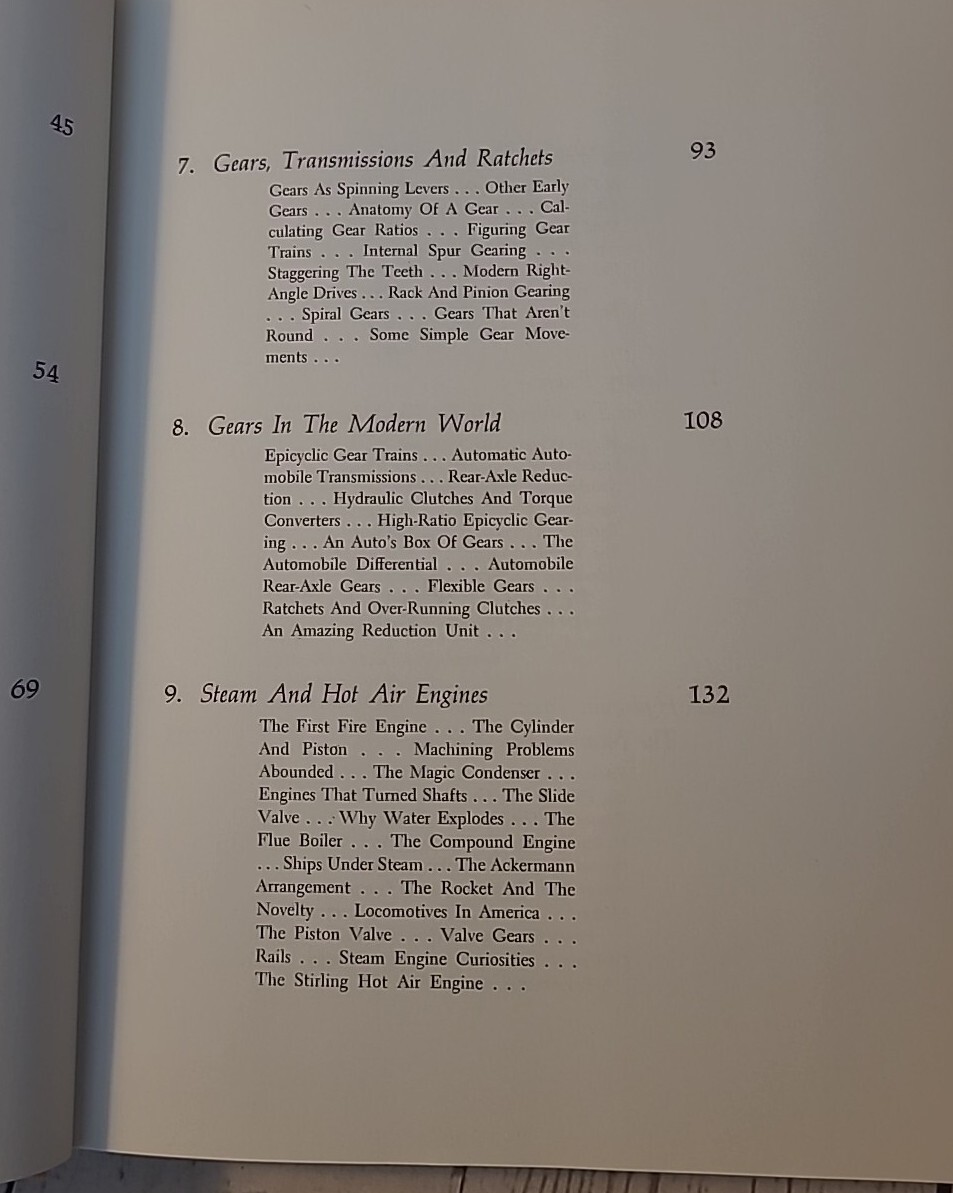 45
54
69
7. Gears, Transmissions And Ratchets 93
Gears As Spinning Levers . . . Other Early
Gears . . . Anatomy Of A Gear . . . Cal-
culating Gear Ratios . . . Figuring Gear
Trains . . . Internal Spur Gearing . . .
Staggering The Teeth . . . Modern Right-
Angle Drives . . . Rack And Pinion Gearing
. . . Spiral Gears . . . Gears That Aren't
Round . . . Some Simple Gear Move-
ments . . .
8. Gears In The Modern World 108
Epicyclic Gear Trains . . . Automatic Auto-
mobile Transmissions . . . Rear-Axle Reduc-
tion . . . Hydraulic Clutches And Torque
Converters . . . High-Ratio Epicyclic Gear-
ing . . . An Auto's Box Of Gears . . . The
Automobile Differential . . . Automobile
Rear-Axle Gears . . . Flexible Gears . . .
Ratchets And Over-Running Clutches . . .
An Amazing Reduction Unit . . .
9. Steam And Hot Air Engines 132
The First Fire Engine . . . The Cylinder
And Piston . . . Machining Problems
Abounded . . . The Magic Condenser . . .
Engines That Turned Shafts . . . The Slide
Valve . . . Why Water Explodes . . . The
Flue Boiler . . . The Compound Engine
. . . Ships Under Steam . . . The Ackermann
Arrangement . . . The Rocket And The
Novelty . . . Locomotives In America . . .
The Piston Valve . . . Valve Gears . . .
Rails . . . Steam Engine Curiosities . . .
The Stirling Hot Air Engine . . .